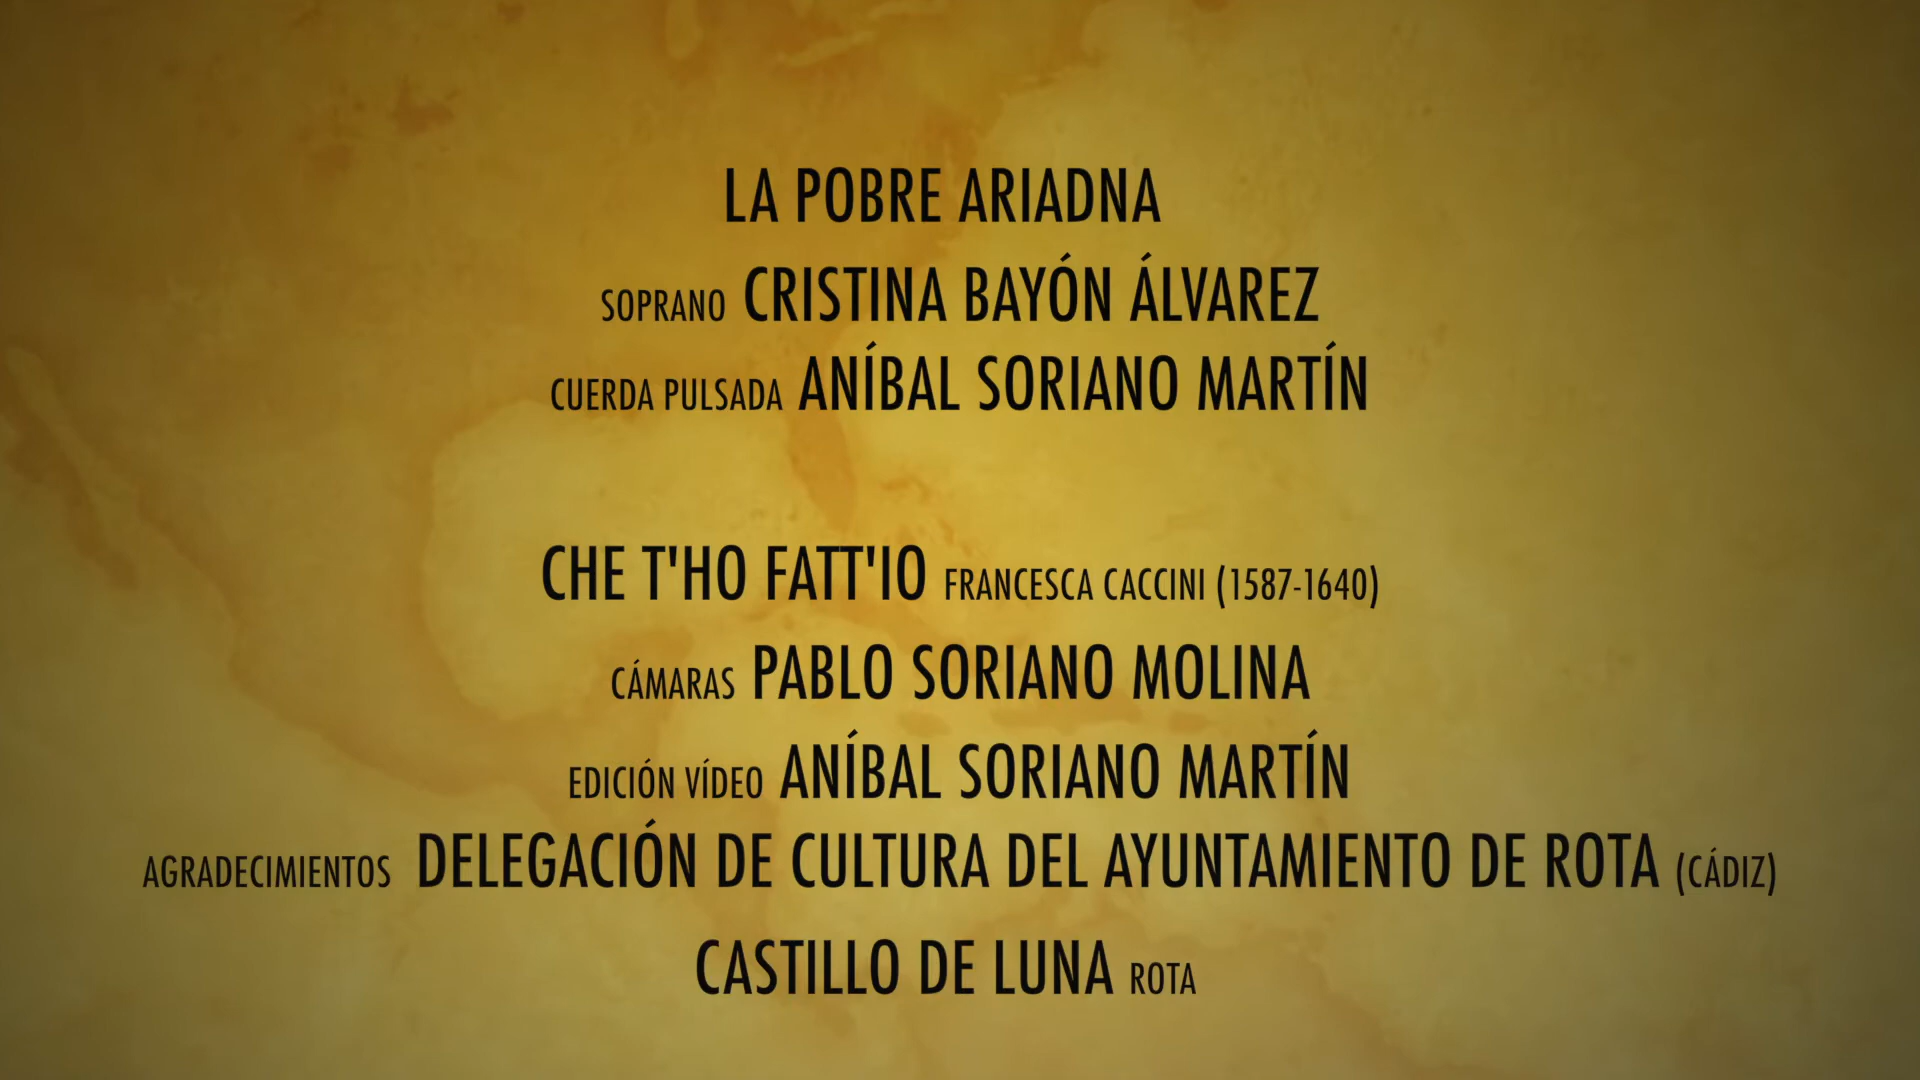 LA POBRE ARIADNA
SOPRANO CRISTINA BAYÓN ÁLVAREZ
CUERDA PULSADA ANÍBAL SORIANO MARTÍN
CHE T'HO FATT'IO FRANCESCA CACCINI (1587-1640)
CÁMARAS PABLO SORIANO MOLINA
EDICIÓN VÍDEO ANÍBAL SORIANO MARTÍN
AGRADECIMIENTOS DELEGACIÓN DE CULTURA DEL AYUNTAMIENTO DE ROTA (CÁDIZ)
CASTILLO DE LUNA ROTA